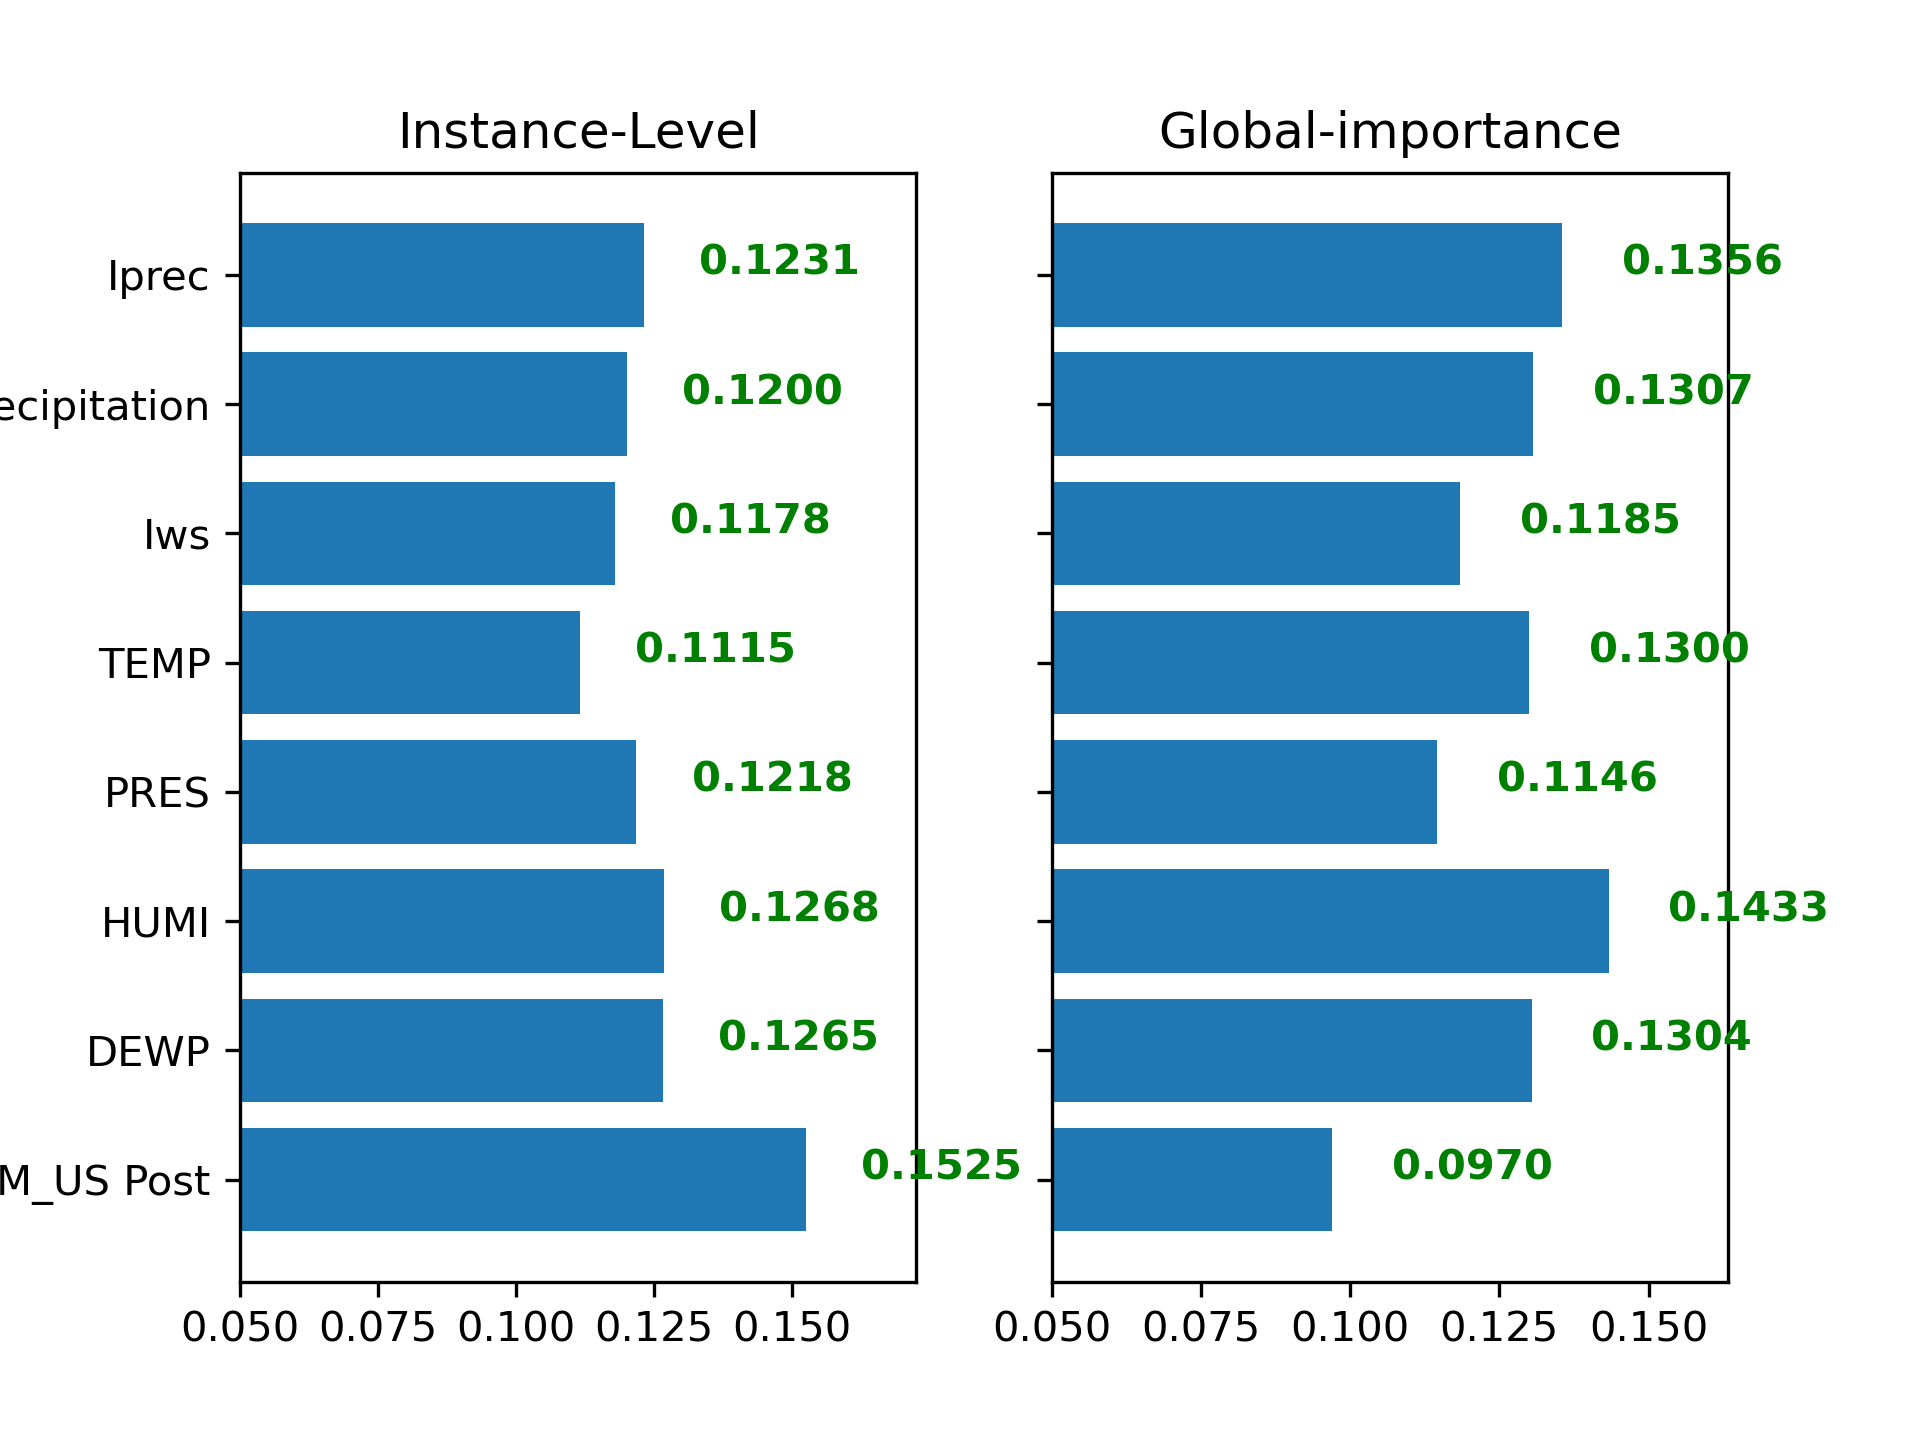 Instance-Level
Global-importance
Iprec 0.1231 0.1356
ecipitation 0.1200 0.1307
Iws 0.1178 0.1185
TEMP 0.1115 0.1300
PRES 0.1218 0.1146
HUMI 0.1268 0.1433
DEWP 0.1265 0.1304
M_US Post 0.1525 0.0970
0.050 0.075 0.100 0.125 0.150
0.050 0.075 0.100 0.125 0.150